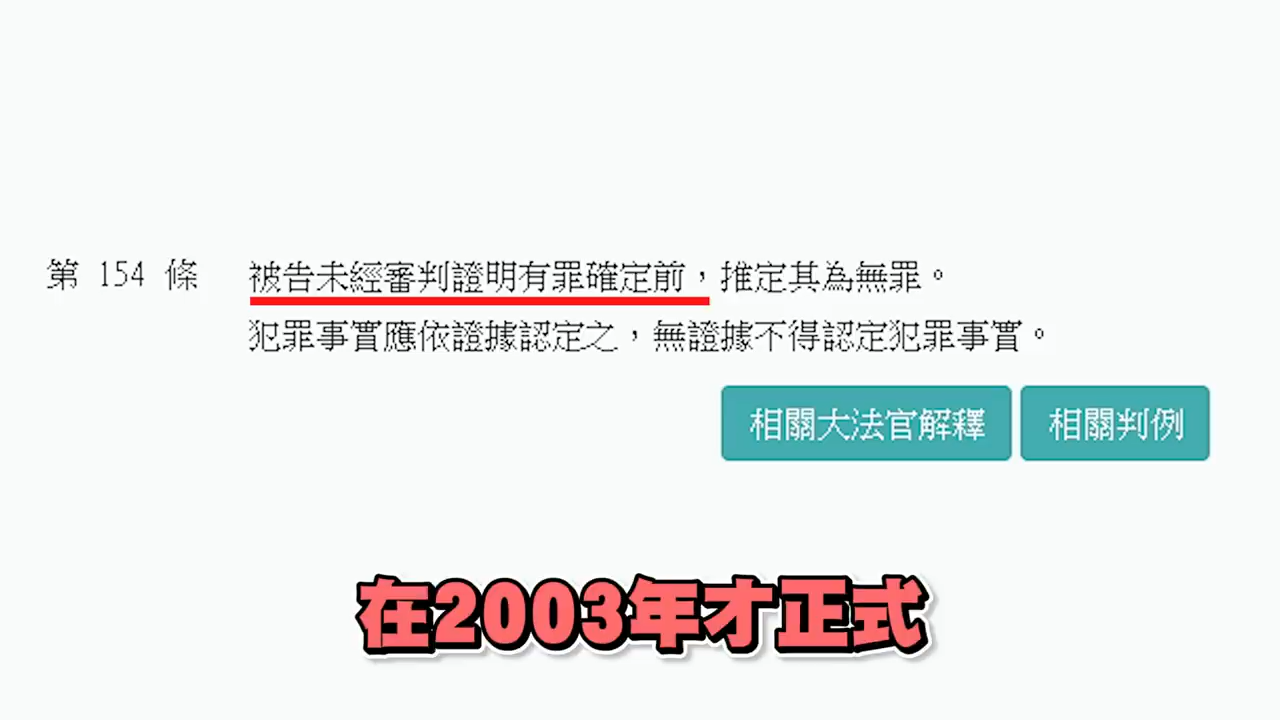 第 154 條 被告未經審判證明有罪確定前，推定其為無罪。
犯罪事實應依證據認定之，無證據不得認定犯罪事實。
相關大法官解釋 相關判例
在2003年才正式